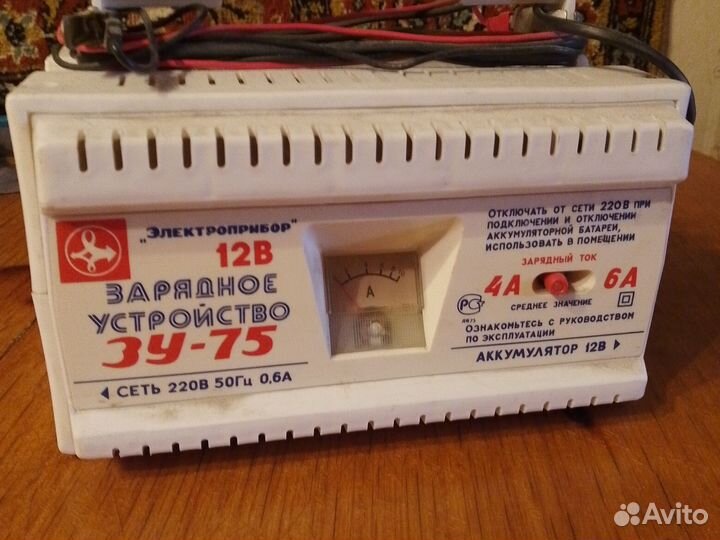 "Электроприбор"
12В
ЗАРЯДНОЕ
УСТРОЙСТВО
ЗУ-75
СЕТЬ 220В 50Гц 0,6А
А
ОТКЛЮЧАТЬ ОТ СЕТИ 220В ПРИ
ПОДКЛЮЧЕНИИ И ОТКЛЮЧЕНИИ
АККУМУЛЯТОРНОЙ БАТАРЕИ,
ИСПОЛЬЗОВАТЬ В ПОМЕЩЕНИИ
ЗАРЯДНЫЙ ТОК
4А 6А
СРЕДНЕЕ ЗНАЧЕНИЕ
ОЗНАКОМЬТЕСЬ С РУКОВОДСТВОМ
ПО ЭКСПЛУАТАЦИИ
АККУМУЛЯТОР 12В
Avito